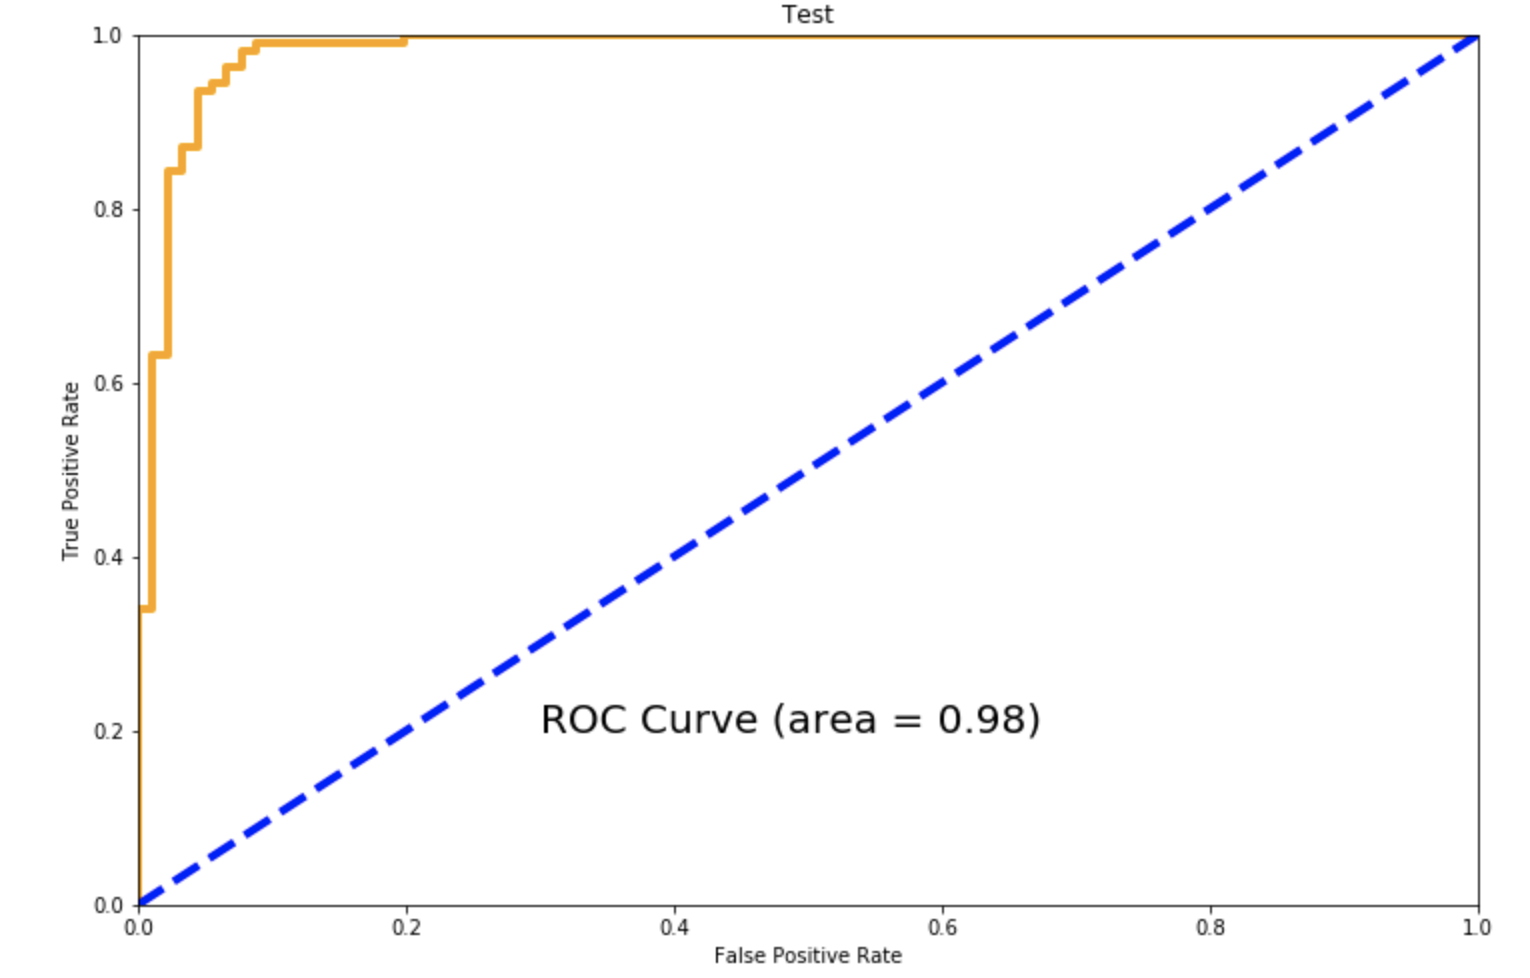 Test
1.0
0.8
0.6
0.4
0.2
0.0
True Positive Rate
ROC Curve (area = 0.98)
0.0 0.2 0.4 0.6 0.8 1.0
False Positive Rate